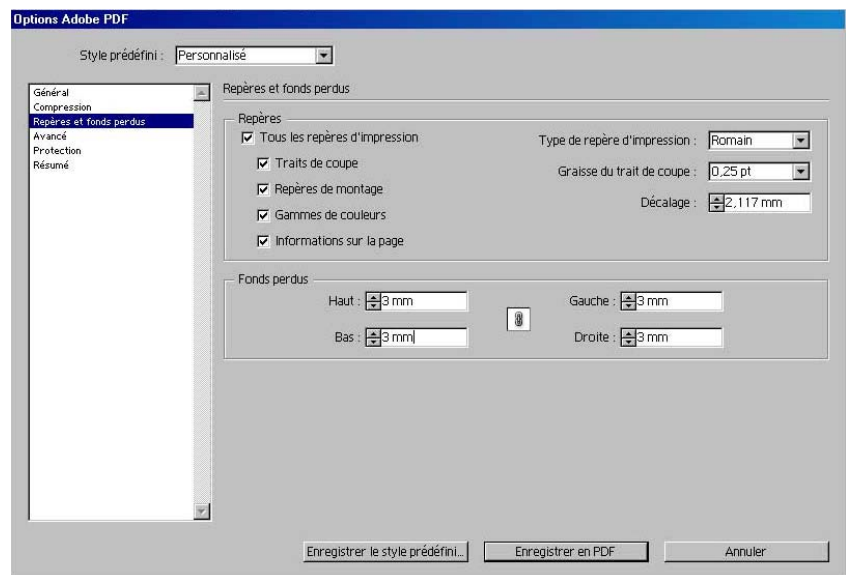 Options Adobe PDF
Style prédéfini : Personnalisé
Général
Compression
Repères et fonds perdus
Avancé
Protection
Résumé
Repères et fonds perdus
Repères
Tous les repères d'impression
Traits de coupe
Repères de montage
Gammes de couleurs
Informations sur la page
Type de repère d'impression : Romain
Graisse du trait de coupe : 0,25 pt
Décalage : 2,117 mm
Fonds perdus
Haut : 3 mm
Gauche : 3 mm
Bas : 3 mm
Droite : 3 mm
Enregistrer le style prédéfini...
Enregistrer en PDF
Annuler